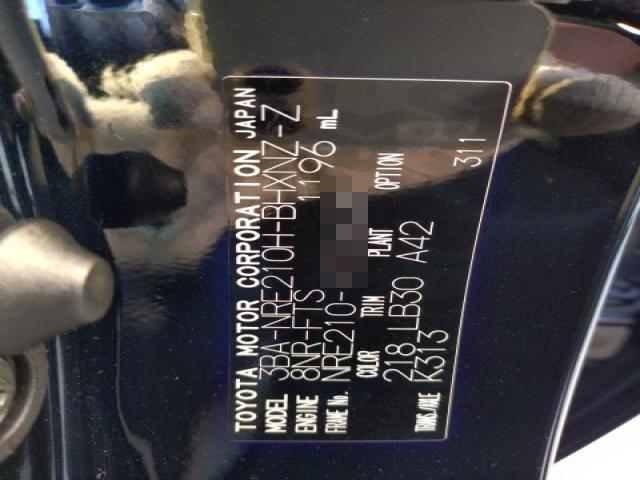 TOYOTA MOTOR CORPORATION JAPAN
MODEL 3BA-NRE210H-BHXNZ-Z
ENGINE 8NR-FTS 1196 mL
FRAME No. NRE210-
COLOR TRIM PLANT OPTION
218 LB30 A42 311
TRANS./AXLE K313